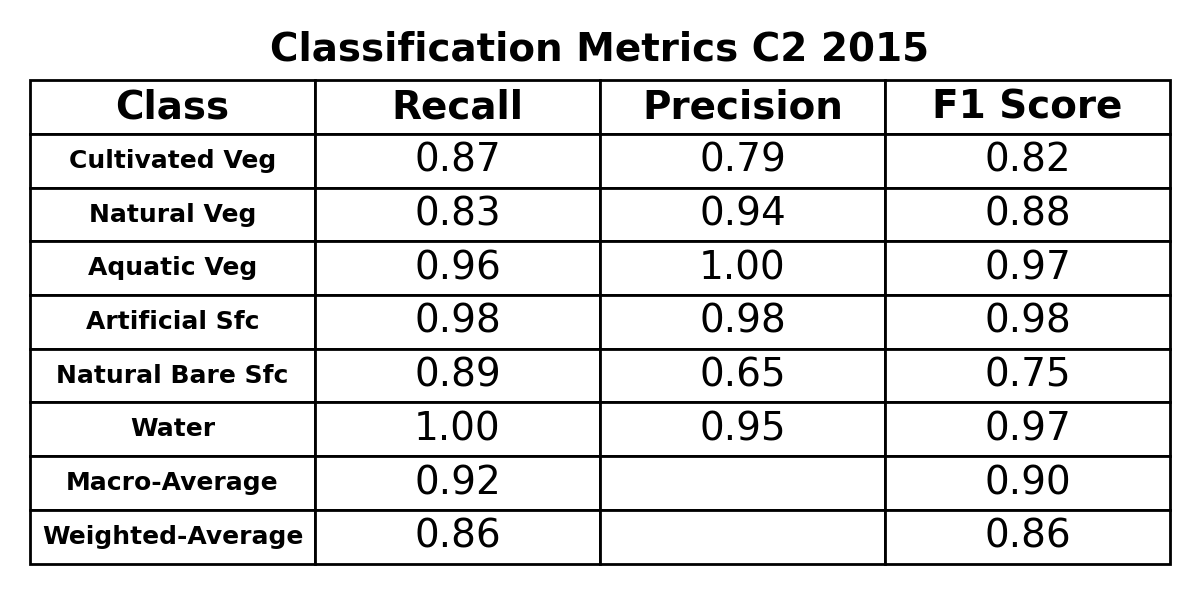 Classification Metrics C2 2015
Class Recall Precision F1 Score
Cultivated Veg 0.87 0.79 0.82
Natural Veg 0.83 0.94 0.88
Aquatic Veg 0.96 1.00 0.97
Artificial Sfc 0.98 0.98 0.98
Natural Bare Sfc 0.89 0.65 0.75
Water 1.00 0.95 0.97
Macro-Average 0.92 0.90
Weighted-Average 0.86 0.86